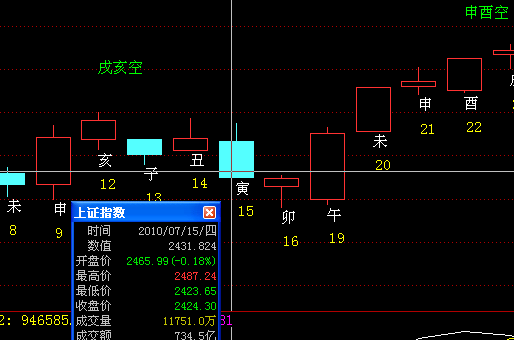 申酉空
戌亥空
申
酉
21
22
未
20
亥
子
丑
寅
12
13
14
15
未
申
卯
午
8
9
16
19
上证指数
时间 2010/07/15/四
数值 2431.824
开盘价 2465.99(-0.18%)
最高价 2487.24
最低价 2423.65
收盘价 2424.30
成交量 11751.0万
成交额 734.5亿
2: 946585.
31